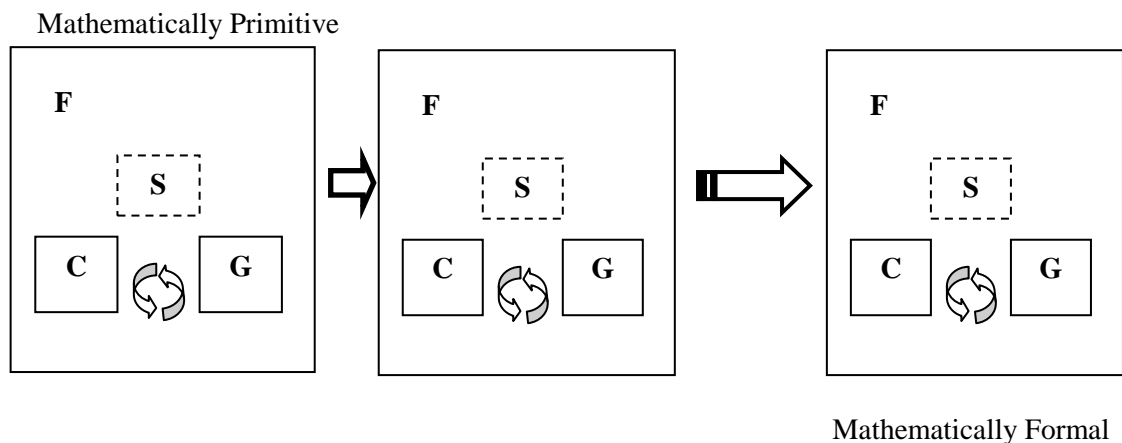 Mathematically Primitive
F
F
F
S
S
S
C
G
C
G
C
G
Mathematically Formal